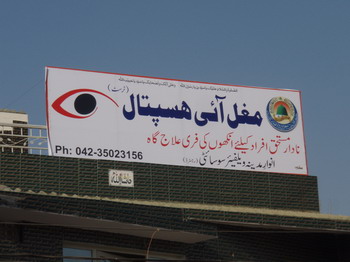 مغل آئی ہسپتال (ٹرسٹ)
نادار مستحق افراد کیلئے آنکھوں کی فری علاج گاہ
انوار مدینہ ویلفیئر سوسائٹی
Ph: 042-35023156